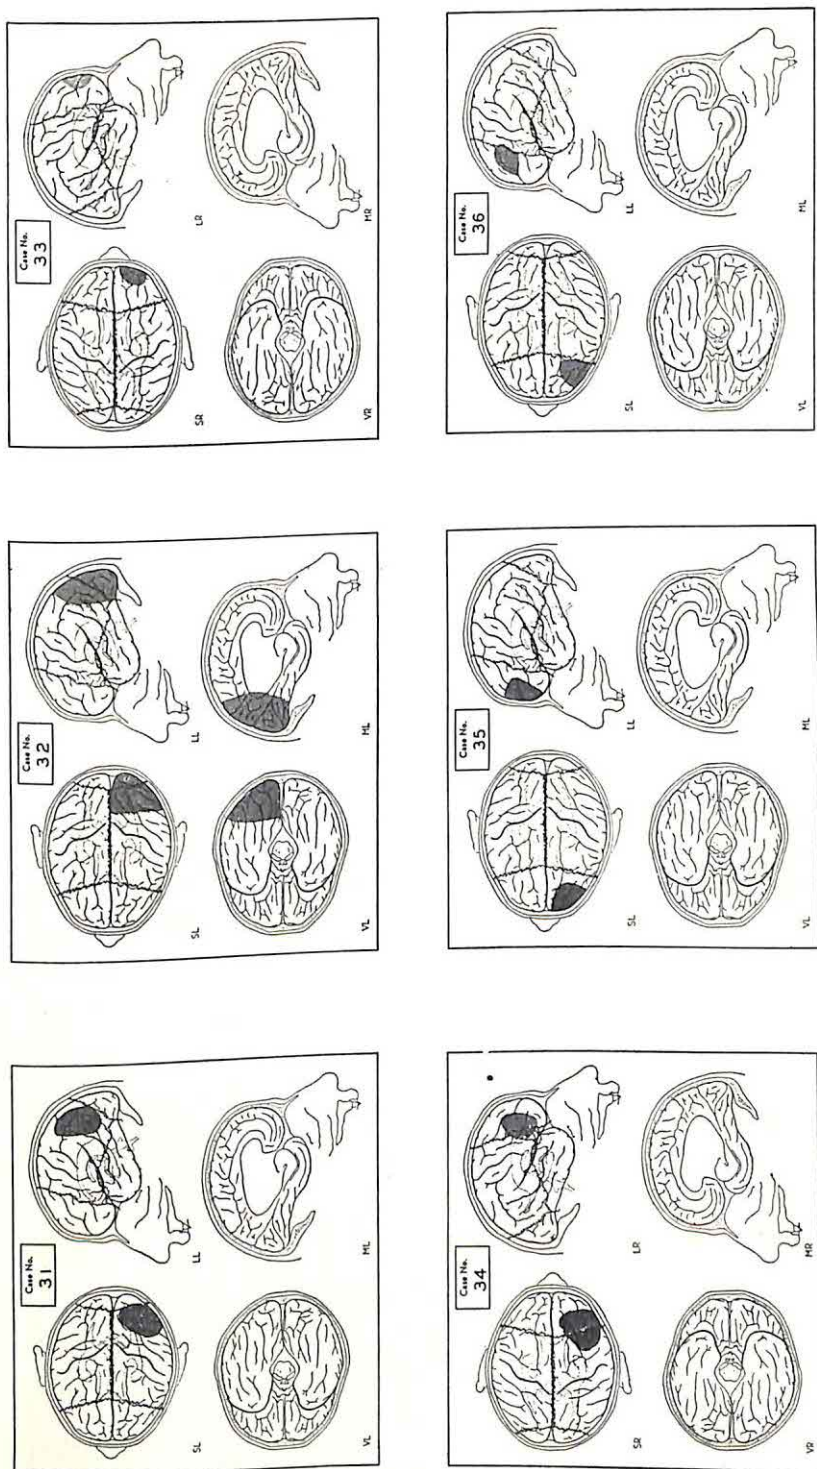 Case No.
31
SL
LL
VL
ML
Case No.
32
SL
LL
VL
ML
Case No.
33
SR
LR
VR
MR
Case No.
34
SR
LR
VR
MR
Case No.
35
SL
LL
VL
ML
Case No.
36
SL
LL
VL
ML